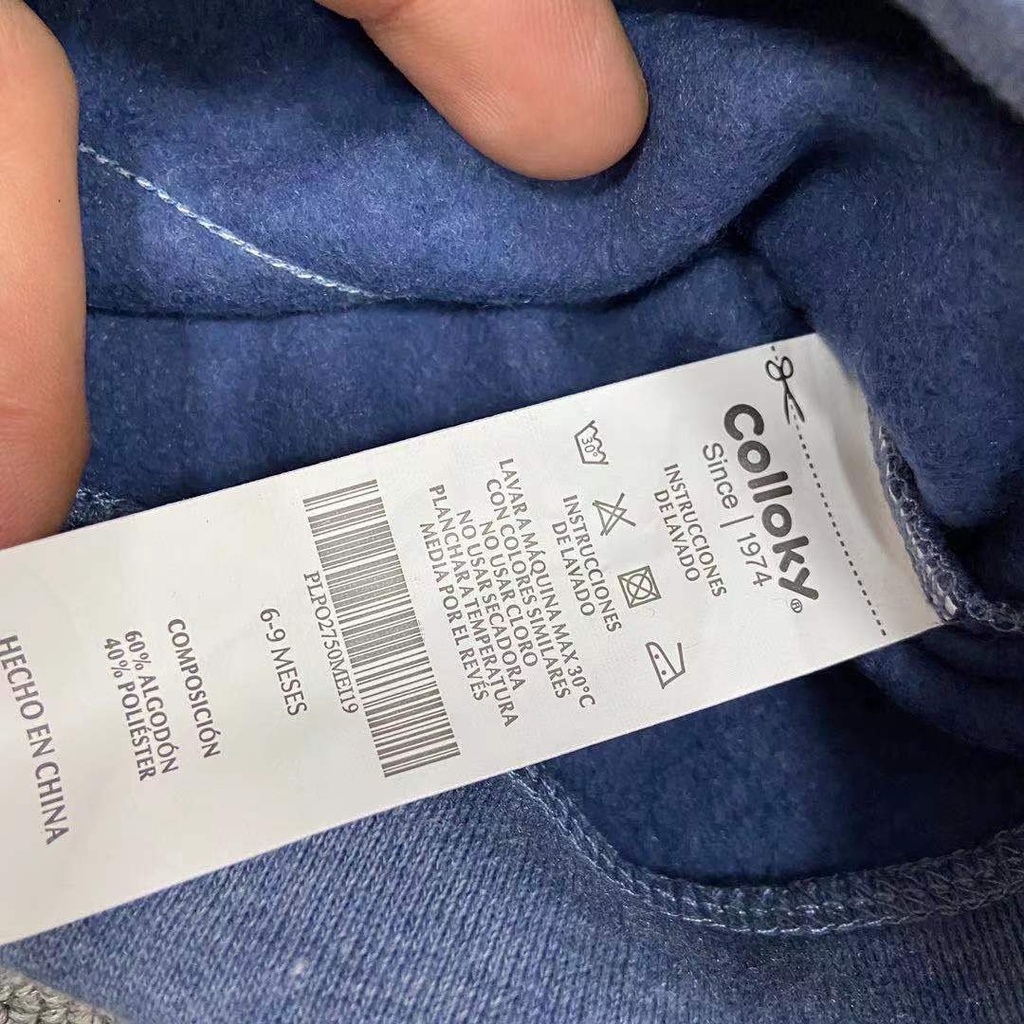 Colloky®
Since | 1974
INSTRUCCIONES
DE LAVADO
30°
INSTRUCCIONES
DE LAVADO
LAVAR A MÁQUINA MAX 30°C
CON COLORES SIMILARES
NO USAR CLORO
NO USAR SECADORA
PLANCHAR A TEMPERATURA
MEDIA POR EL REVÉS
PLPO2750MEI19
6-9 MESES
COMPOSICIÓN
60% ALGODÓN
40% POLIÉSTER
HECHO EN CHINA